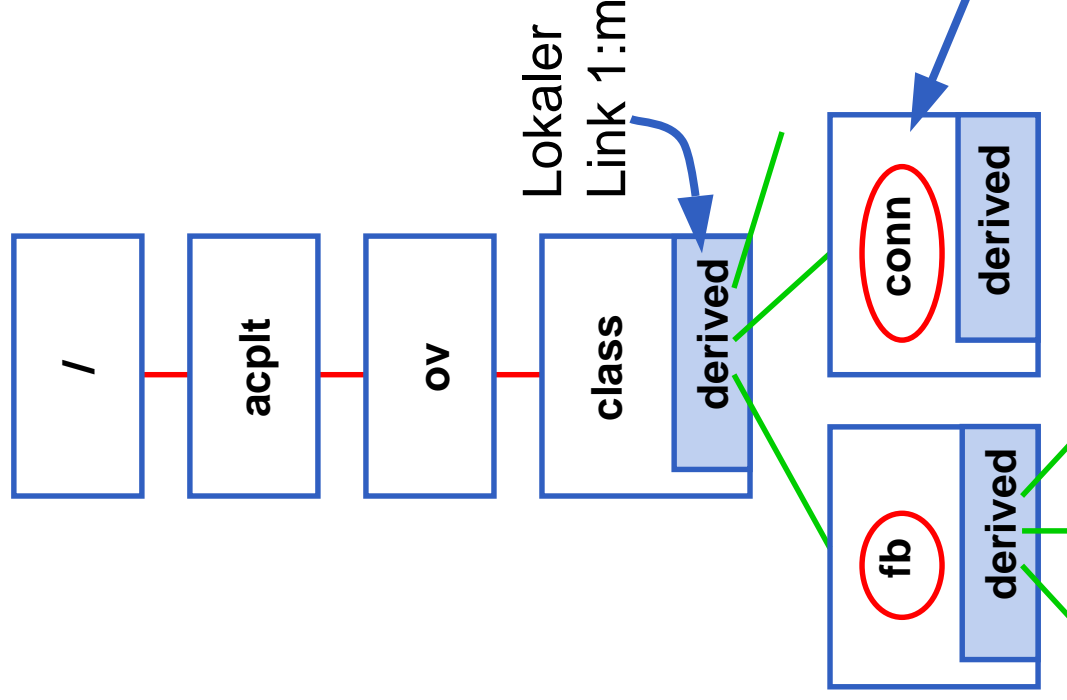 /
acplt
ov
class
derived
Lokaler
Link 1:m
fb
derived
conn
derived